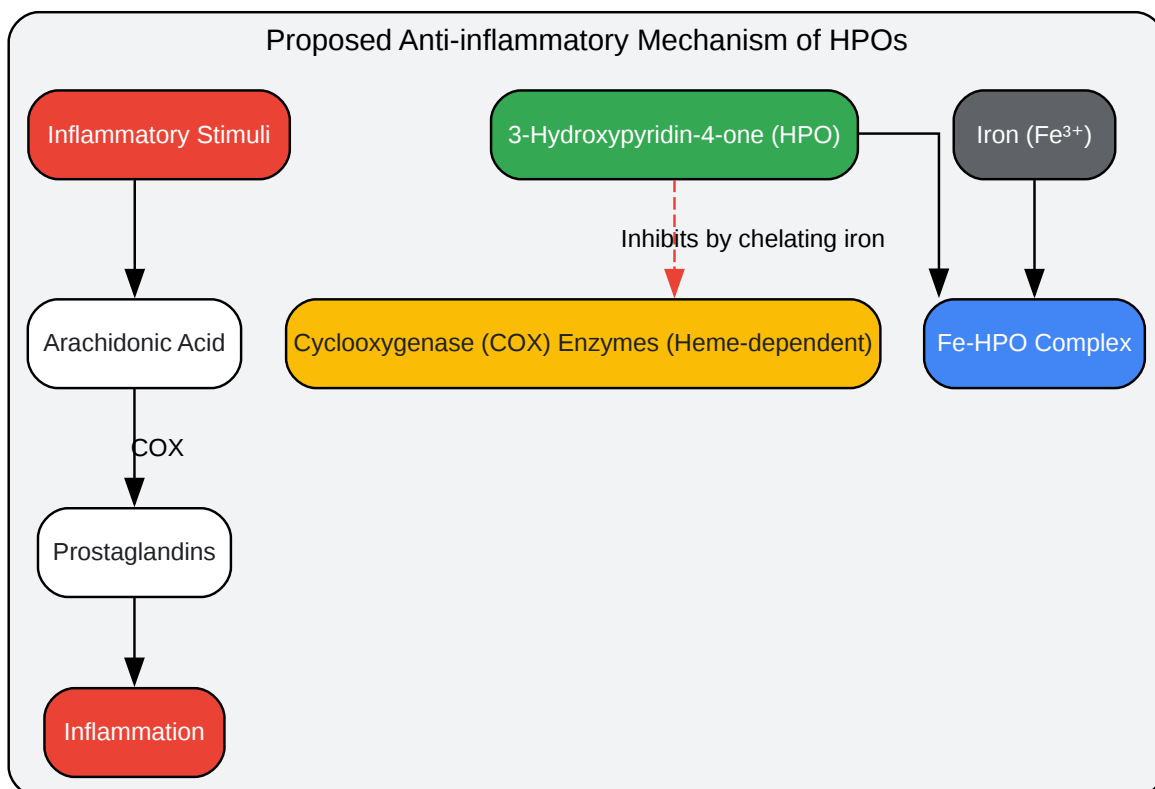 Proposed Anti-inflammatory Mechanism of HPOs
Inflammatory Stimuli
3-Hydroxypyridin-4-one (HPO)
Iron (Fe³⁺)
Inhibits by chelating iron
Arachidonic Acid
Cyclooxygenase (COX) Enzymes (Heme-dependent)
Fe-HPO Complex
COX
Prostaglandins
Inflammation